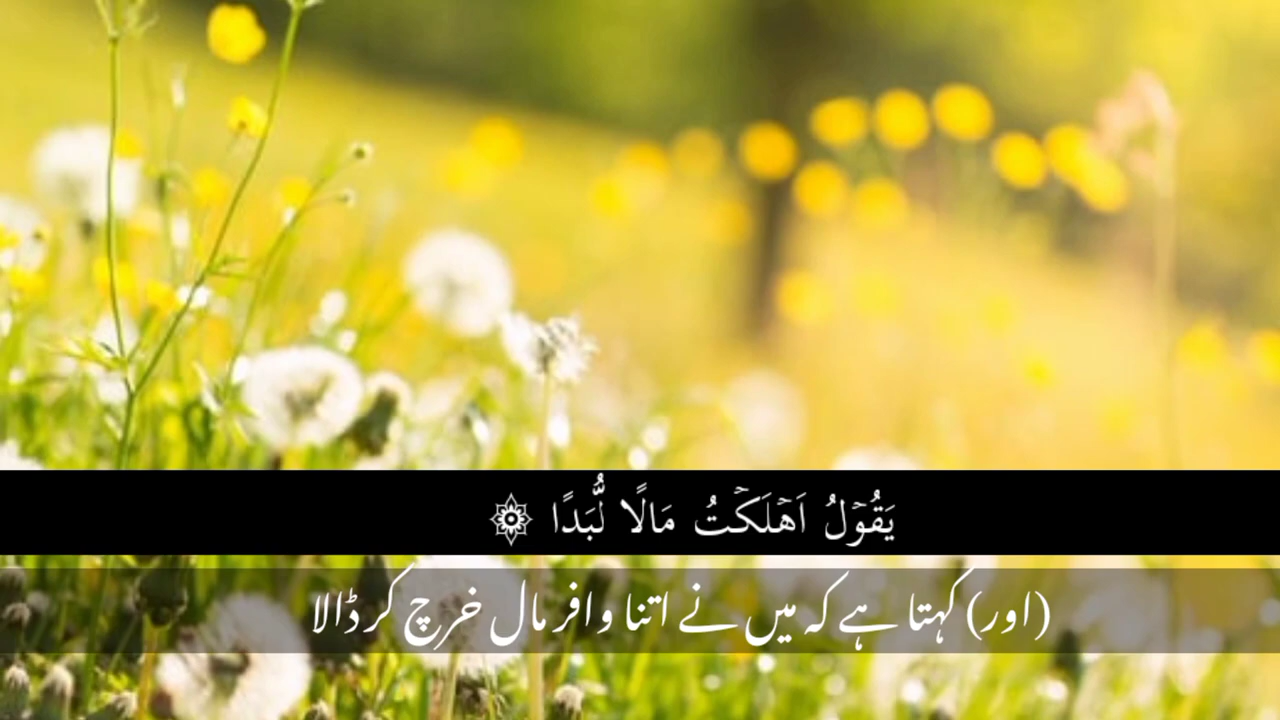 يَقُوۡلُ اَهۡلَكۡتُ مَالًا لُّبَدًا ۞
(اور) کہتا ہے کہ میں نے اتنا وافر مال خرچ کر ڈالا